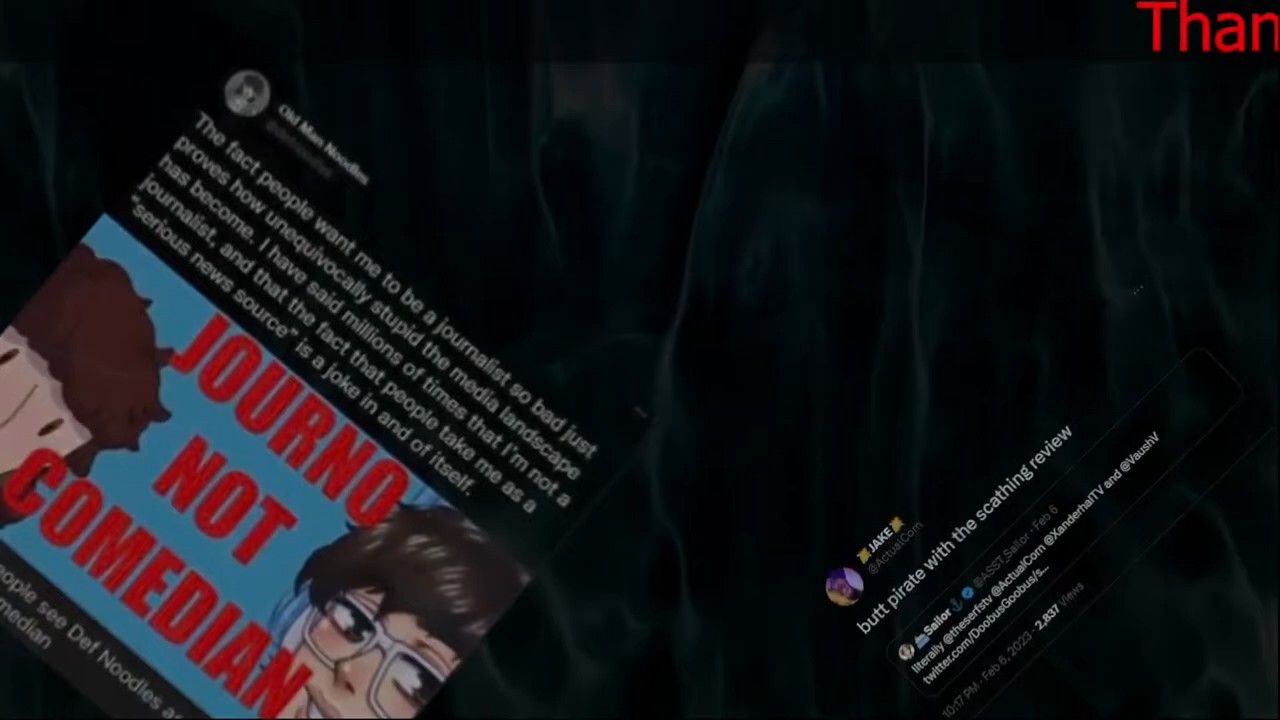 Than
Old Man Noodles
The fact people want me to be a journalist so bad just
proves how unequivocally stupid the media landscape
has become. I have said millions of times that I'm not a
journalist, and that the fact that people take me as a
"serious news source" is a joke in and of itself.
JOURNO
NOT
COMEDIAN
eople see Def Noodles as
median
JAKE
@ActualCorn
butt pirate with the scathing review
Sailor @ASST_Sailor · Feb 6
literally @theserfstv @ActualCorn @XanderhalTV and @VaushV
twitter.com/DoobusGoobus/s...
10:17 PM · Feb 6, 2023 · 2,837 Views